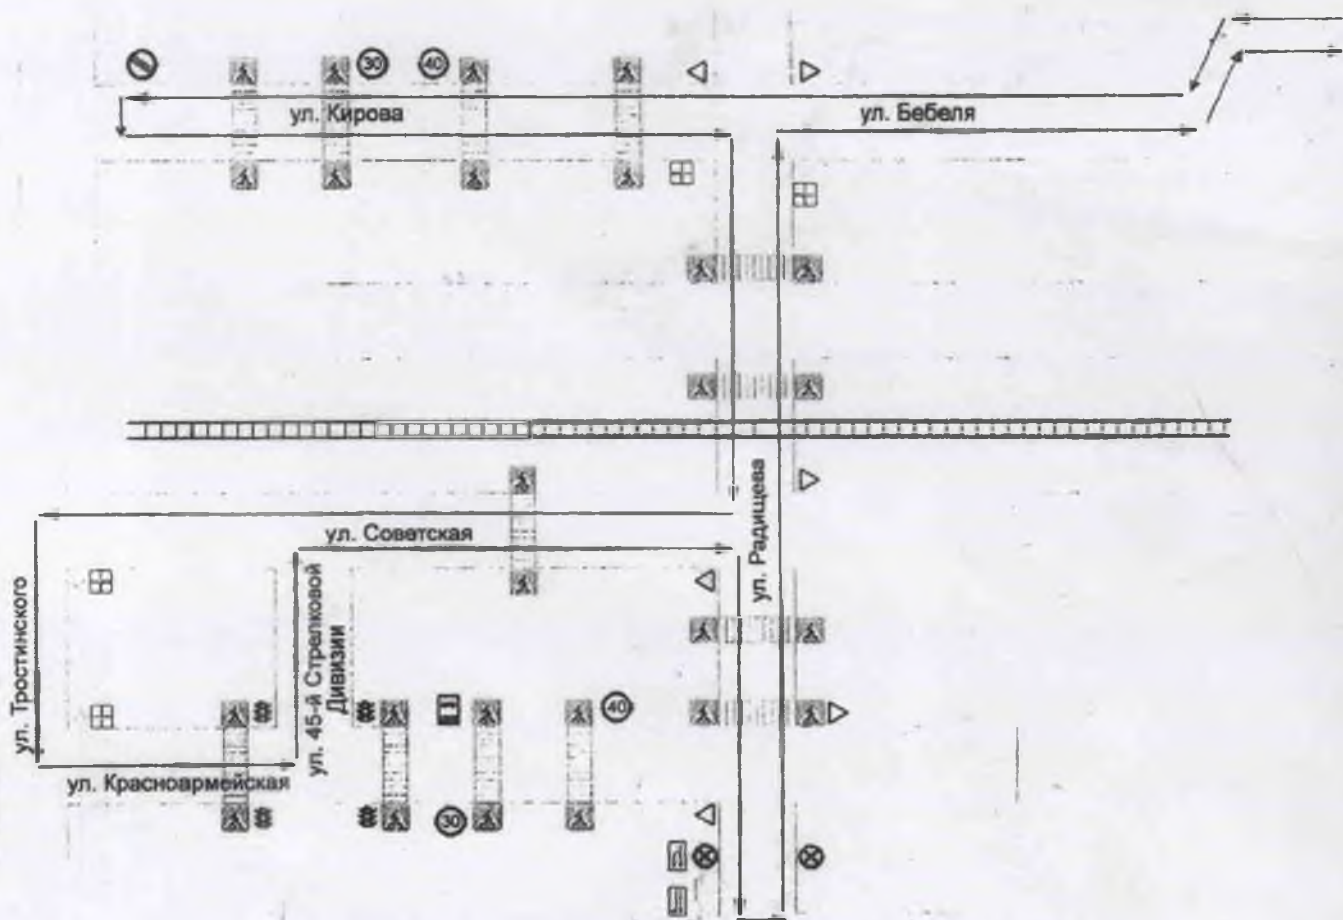 30
40
ул. Кирова
ул. Бебеля
ул. Советская
ул. Радищева
ул. Тростинского
ул. 45-й Стрелковой
Дивизии
40
ул. Красноармейская
30